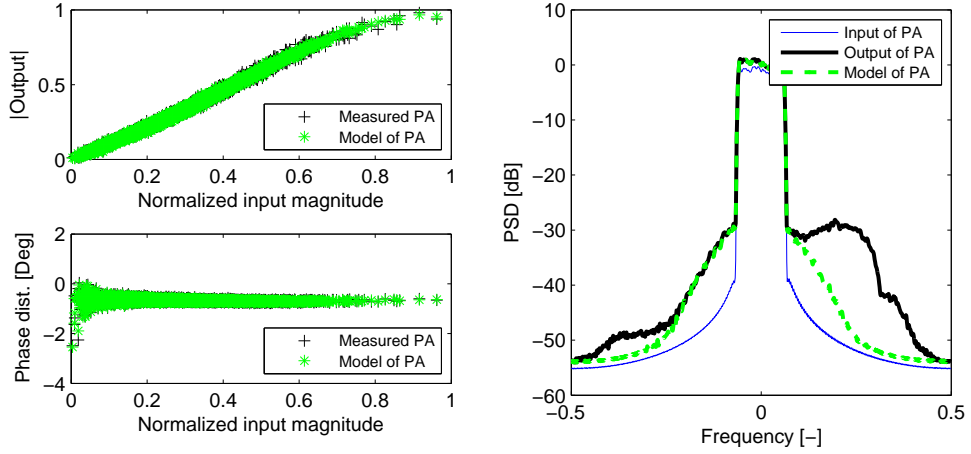 1
0.5
0
|Output|
Measured PA
Model of PA
0 0.2 0.4 0.6 0.8 1
Normalized input magnitude
2
0
−2
−4
Phase dist. [Deg]
Measured PA
Model of PA
0 0.2 0.4 0.6 0.8 1
Normalized input magnitude
10
0
−10
−20
−30
−40
−50
−60
PSD [dB]
Input of PA
Output of PA
Model of PA
−0.5 0 0.5
Frequency [−]